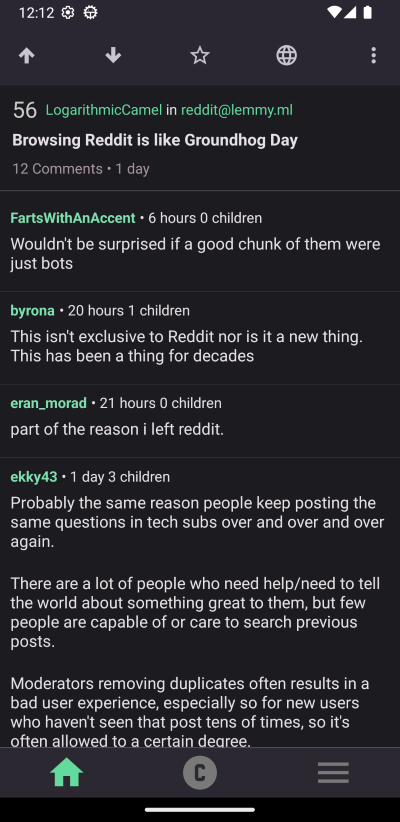 12:12
56 LogarithmicCamel in reddit@lemmy.ml
Browsing Reddit is like Groundhog Day
12 Comments • 1 day
FartsWithAnAccent • 6 hours 0 children
Wouldn't be surprised if a good chunk of them were
just bots
byrona • 20 hours 1 children
This isn't exclusive to Reddit nor is it a new thing.
This has been a thing for decades
eran_morad • 21 hours 0 children
part of the reason i left reddit.
ekky43 • 1 day 3 children
Probably the same reason people keep posting the
same questions in tech subs over and over and over
again.
There are a lot of people who need help/need to tell
the world about something great to them, but few
people are capable of or care to search previous
posts.
Moderators removing duplicates often results in a
bad user experience, especially so for new users
who haven't seen that post tens of times, so it's
often allowed to a certain degree.
C